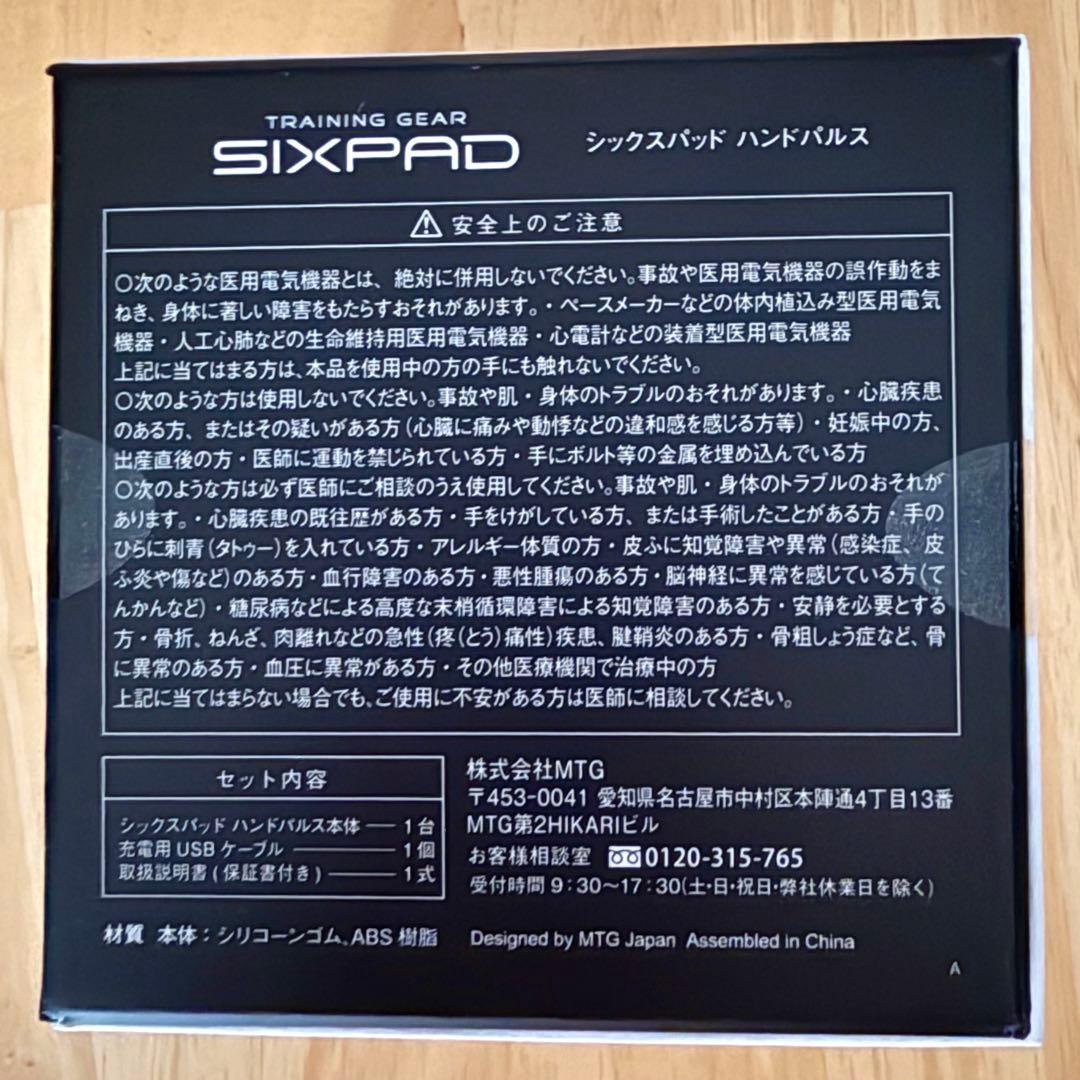 TRAINING GEAR
SIXPAD
シックスパッド ハンドパルス
⚠ 安全上のご注意
○次のような医用電気機器とは、絶対に併用しないでください。事故や医用電気機器の誤作動をま
ねき、身体に著しい障害をもたらすおそれがあります。・ペースメーカーなどの体内植込み型医用電気
機器・人工心肺などの生命維持用医用電気機器・心電計などの装着型医用電気機器
上記に当てはまる方は、本品を使用中の方の手にも触れないでください。
○次のような方は使用しないでください。事故や肌・身体のトラブルのおそれがあります。・心臓疾患
のある方、またはその疑いがある方(心臓に痛みや動悸などの違和感を感じる方等)・妊娠中の方、
出産直後の方・医師に運動を禁じられている方・手にボルト等の金属を埋め込んでいる方
○次のような方は必ず医師にご相談のうえ使用してください。事故や肌・身体のトラブルのおそれが
あります。・心臓疾患の既往歴がある方・手をけがしている方、または手術したことがある方・手の
ひらに刺青(タトゥー)を入れている方・アレルギー体質の方・皮ふに知覚障害や異常(感染症、皮
ふ炎や傷など)のある方・血行障害のある方・悪性腫瘍のある方・脳神経に異常を感じている方(て
んかんなど)・糖尿病などによる高度な末梢循環障害による知覚障害のある方・安静を必要とする
方・骨折、ねんざ、肉離れなどの急性(疼(とう)痛性)疾患、腱鞘炎のある方・骨粗しょう症など、骨
に異常のある方・血圧に異常がある方・その他医療機関で治療中の方
上記に当てはまらない場合でも、ご使用に不安がある方は医師に相談してください。
セット内容
シックスパッド ハンドパルス本体 — 1台
充電用 USB ケーブル — 1個
取扱説明書(保証書付き) — 1式
株式会社MTG
〒453-0041 愛知県名古屋市中村区本陣通4丁目13番
MTG第2HIKARIビル
お客様相談室 0120-315-765
受付時間 9:30〜17:30(土・日・祝日・弊社休業日を除く)
材質 本体:シリコーンゴム、ABS 樹脂
Designed by MTG Japan Assembled in China
A